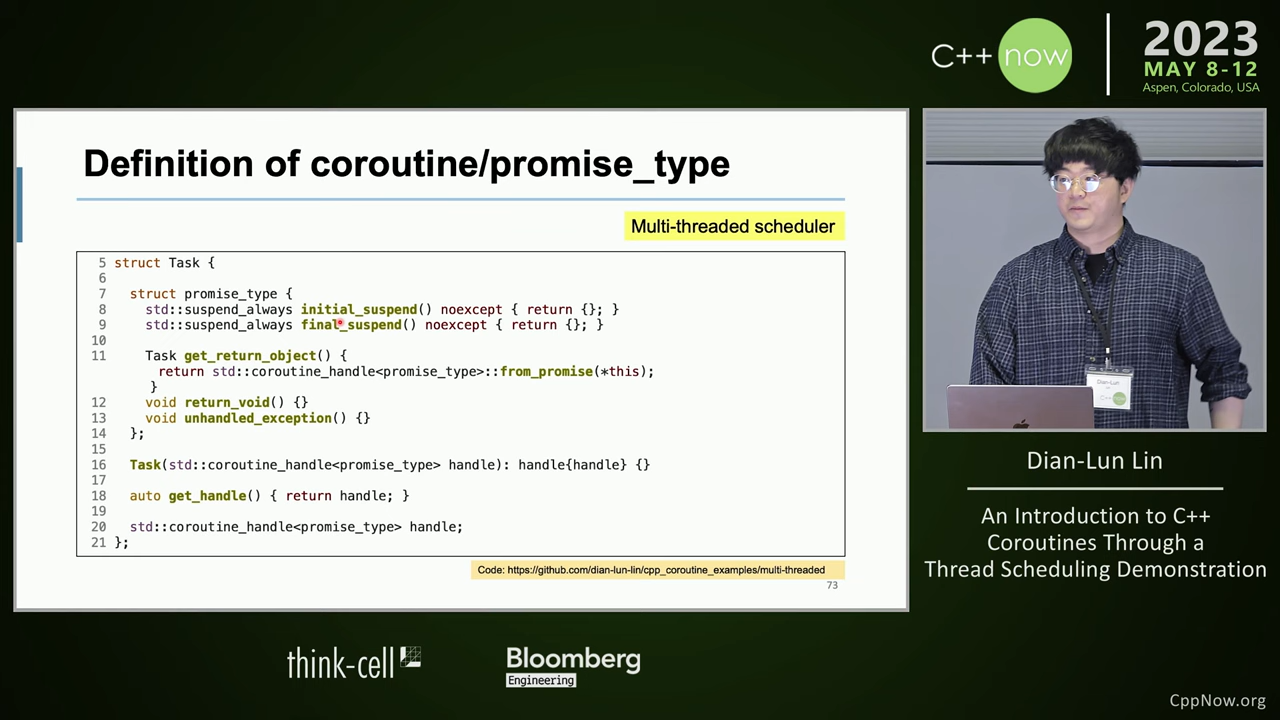 C++ now
2023
MAY 8-12
Aspen, Colorado, USA
Definition of coroutine/promise_type
Multi-threaded scheduler
5 struct Task {
6
7 struct promise_type {
8 std::suspend_always initial_suspend() noexcept { return {}; }
9 std::suspend_always final_suspend() noexcept { return {}; }
10
11 Task get_return_object() {
return std::coroutine_handle<promise_type>::from_promise(*this);
}
12 void return_void() {}
13 void unhandled_exception() {}
14 };
15
16 Task(std::coroutine_handle<promise_type> handle): handle{handle} {}
17
18 auto get_handle() { return handle; }
19
20 std::coroutine_handle<promise_type> handle;
21 };
Code: https://github.com/dian-lun-lin/cpp_coroutine_examples/multi-threaded
73
Dian-Lun
C++ now
Dian-Lun Lin
An Introduction to C++
Coroutines Through a
Thread Scheduling Demonstration
think-cell
Bloomberg
Engineering
CppNow.org